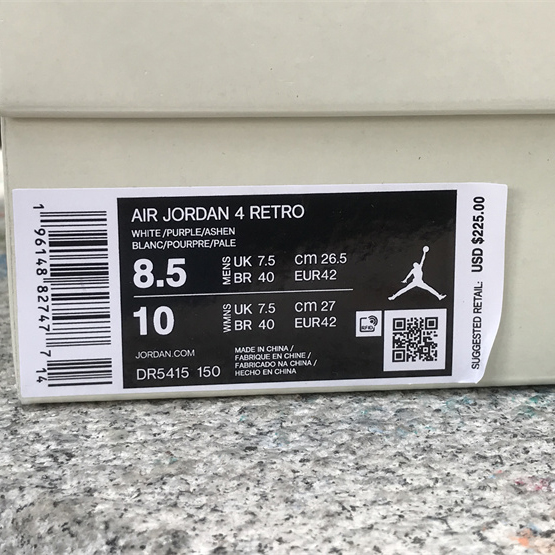 AIR JORDAN 4 RETRO
WHITE/PURPLE/ASHEN
BLANC/POURPRE/PALE
8.5 MENS UK 7.5 cm 26.5
BR 40 EUR42
10 WMNS UK 7.5 cm 27
BR 40 EUR42
JORDAN.COM
DR5415 150
MADE IN CHINA /
FABRIQUE EN CHINE /
FABRICADO NA CHINA /
HECHO EN CHINA
RFID
1 96148 82747 714
SUGGESTED RETAIL: USD $225.00